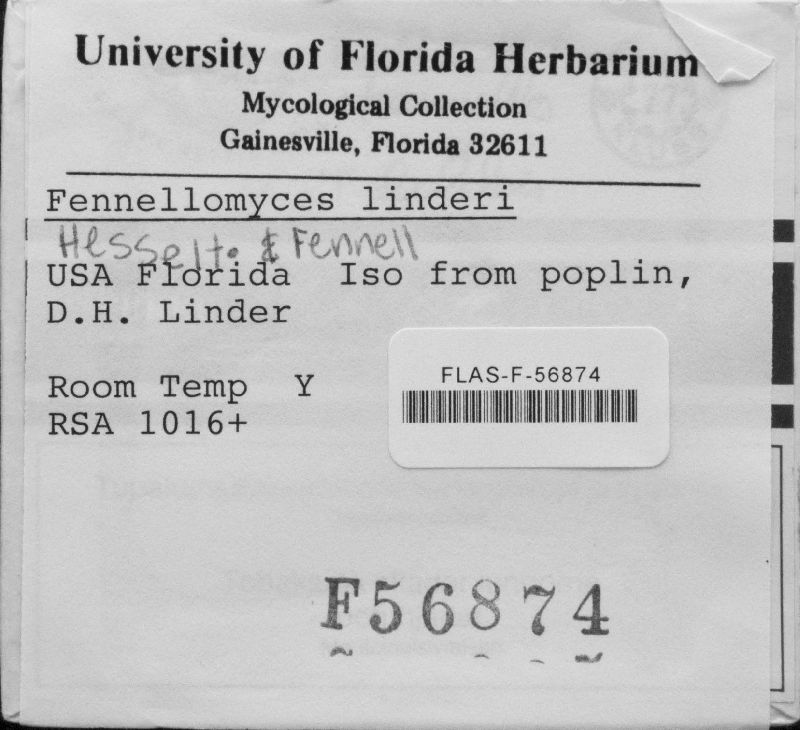 University of Florida Herbarium
Mycological Collection
Gainesville, Florida 32611
Fennellomyces linderi
Hesselt. & Fennell
USA Florida Iso from poplin,
D.H. Linder
Room Temp Y
RSA 1016+
FLAS-F-56874
F56874